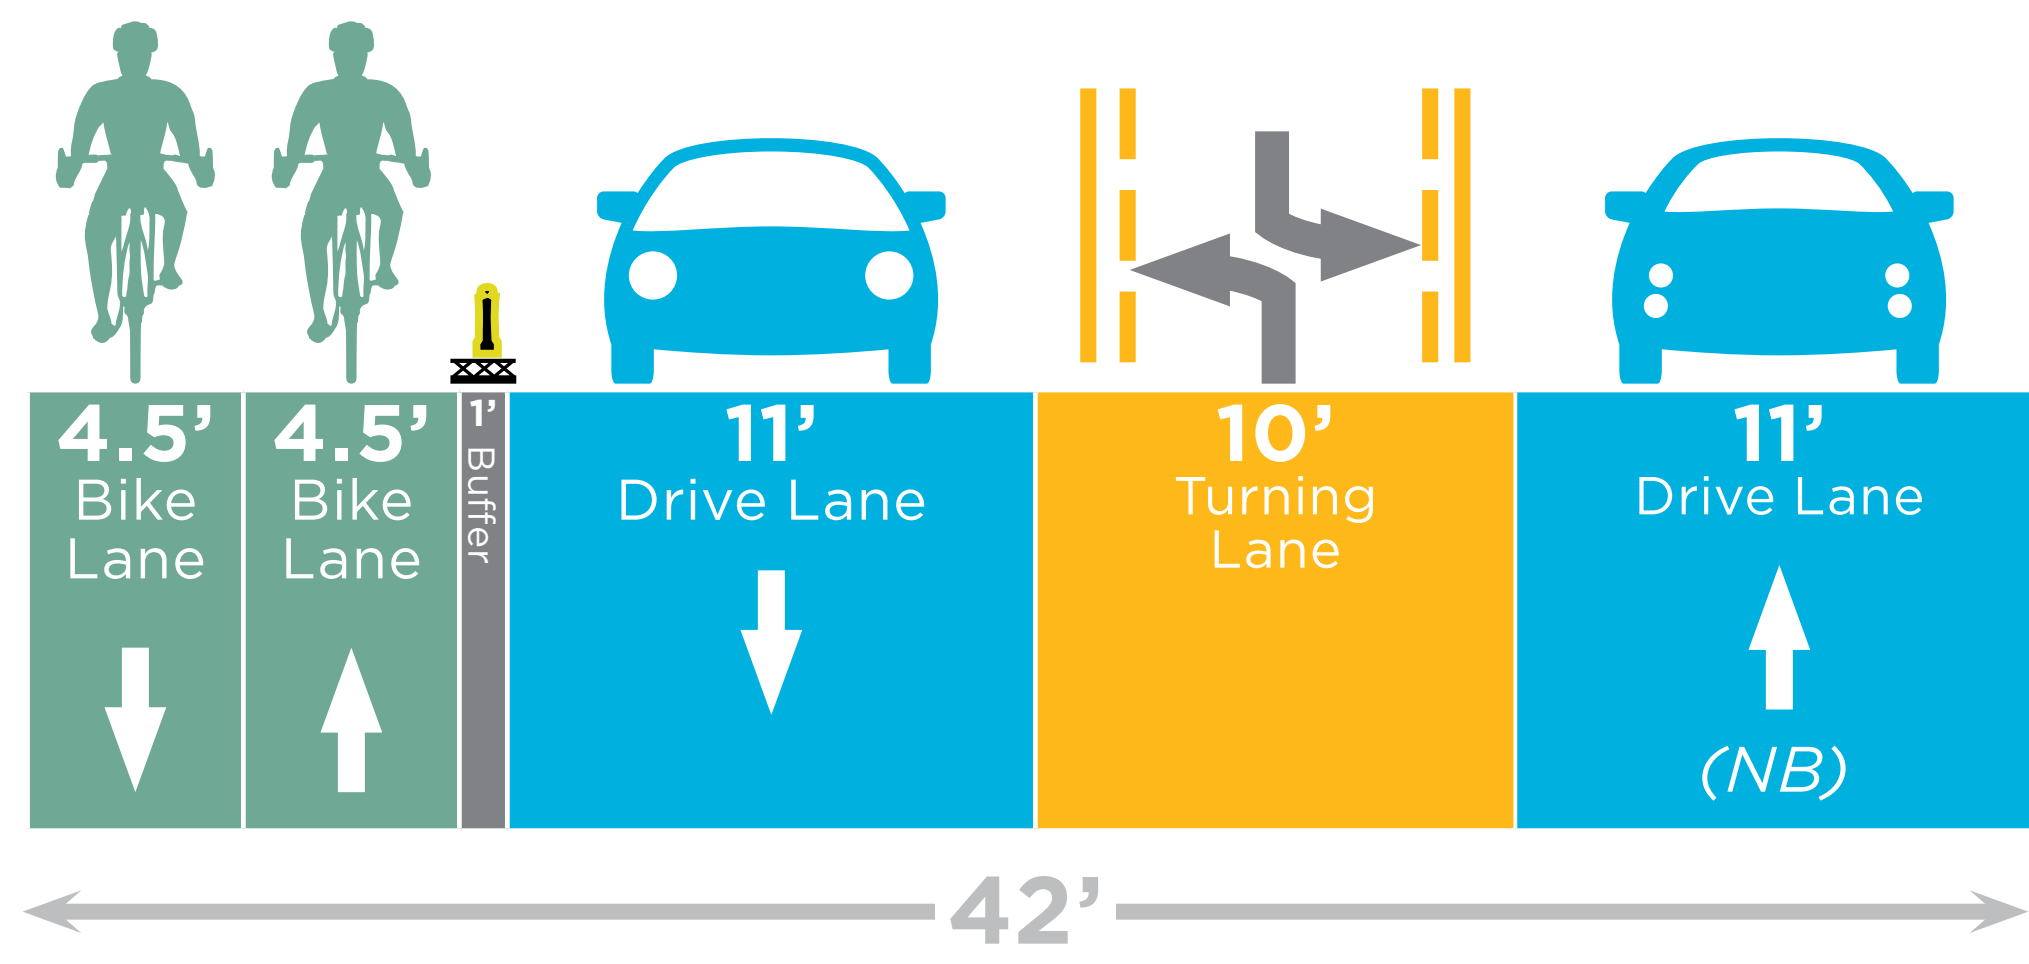 4.5’
Bike
Lane
4.5’
Bike
Lane
1’
Buffer
11’
Drive Lane
10’
Turning
Lane
11’
Drive Lane
(NB)
42’